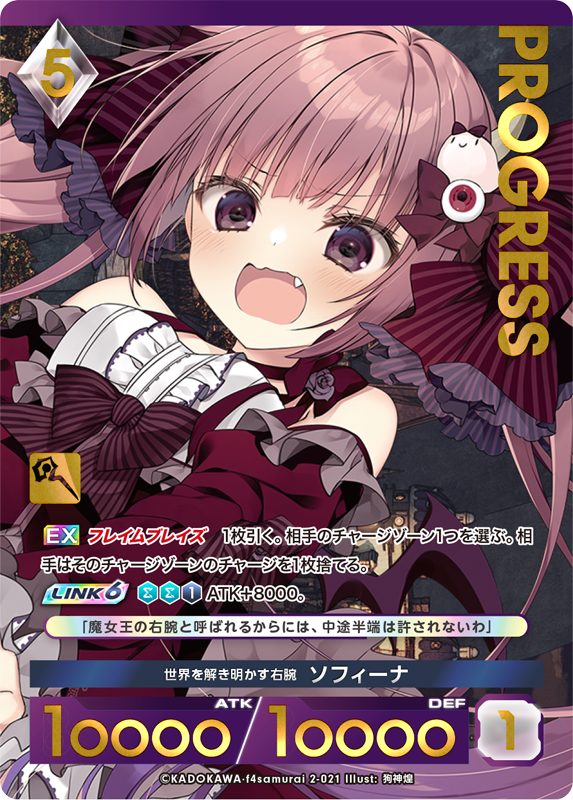 5
PROGRESS
EX フレイムブレイズ 1枚引く。相手のチャージゾーン1つを選ぶ。相
手はそのチャージゾーンのチャージを1枚捨てる。
LINK 6 Σ Σ 1 ATK+8000。
「魔女王の右腕と呼ばれるからには、中途半端は許されないわ」
世界を解き明かす右腕 ソフィーナ
ATK DEF
10000/10000 1
©KADOKAWA・f4samurai 2-021 Illust: 狗神煌